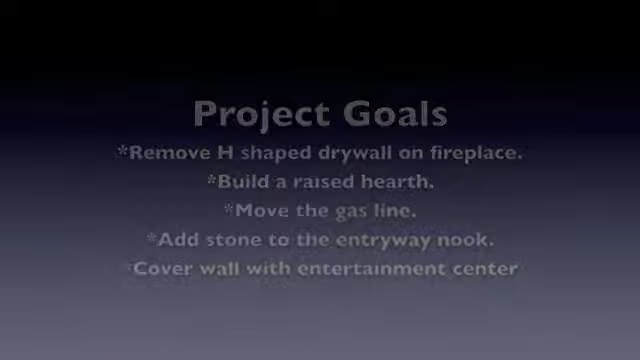 Project Goals
*Remove H shaped drywall on fireplace.
*Build a raised hearth.
*Move the gas line.
*Add stone to the entryway nook.
*Cover wall with entertainment center